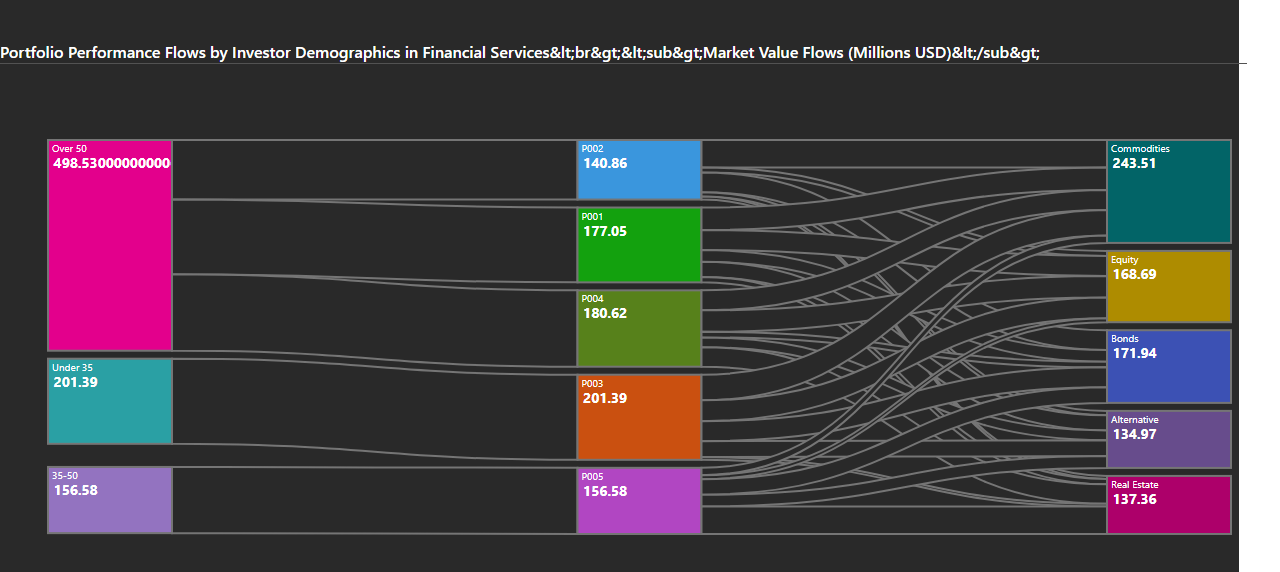 Portfolio Performance Flows by Investor Demographics in Financial Services&lt;br&gt;&lt;sub&gt;Market Value Flows (Millions USD)&lt;/sub&gt;
Over 50
498.53000000000
Under 35
201.39
35-50
156.58
P002
140.86
P001
177.05
P004
180.62
P003
201.39
P005
156.58
Commodities
243.51
Equity
168.69
Bonds
171.94
Alternative
134.97
Real Estate
137.36